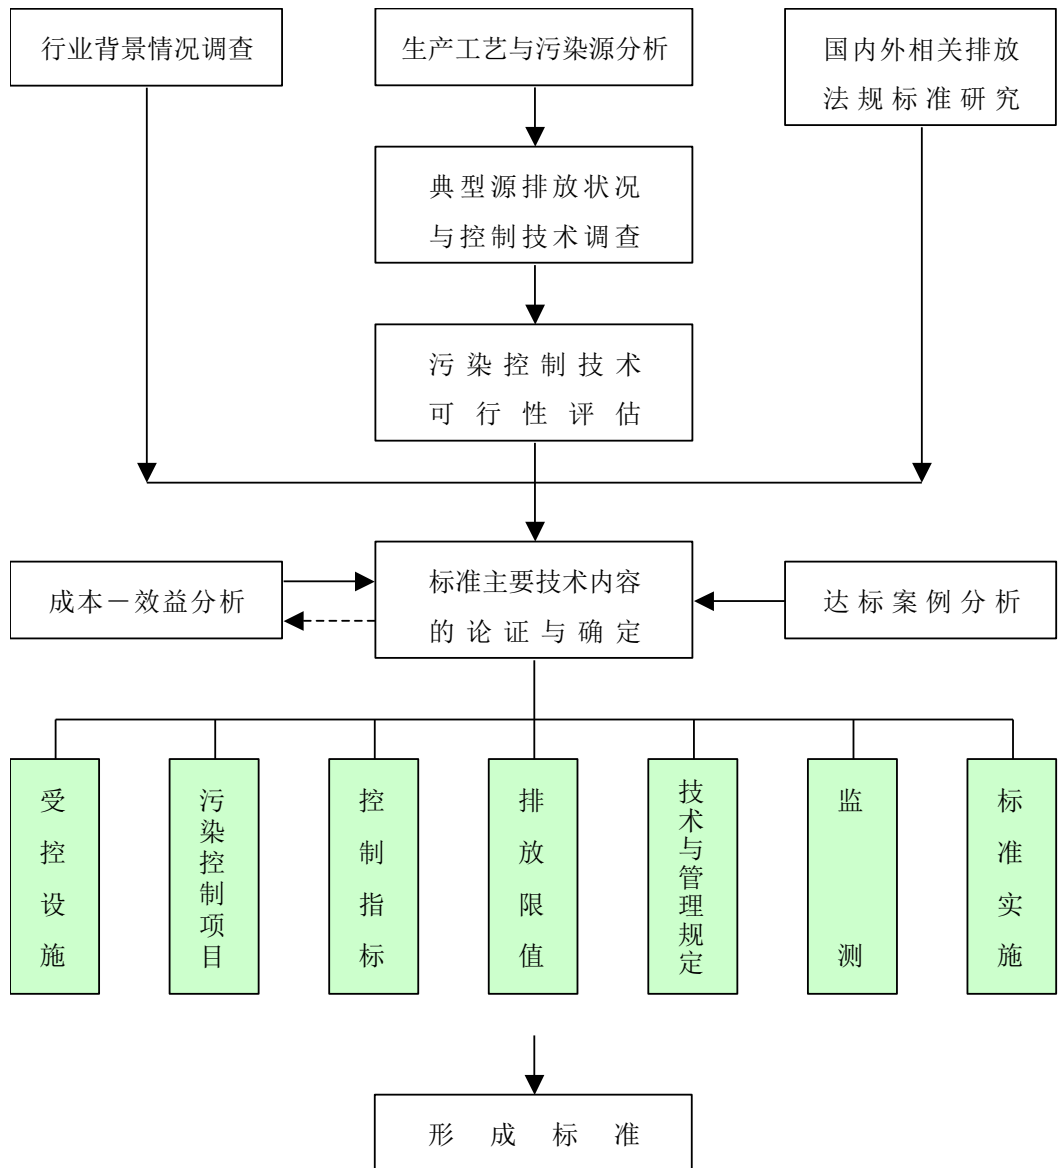 行业背景情况调查
生产工艺与污染源分析
国内外相关排放
法规标准研究
典型源排放状况
与控制技术调查
污染控制技术
可行性评估
成本－效益分析
标准主要技术内容
的论证与确定
达标案例分析
受控设施
污染控制项目
控制指标
排放限值
技术与管理规定
监测
标准实施
形成标准